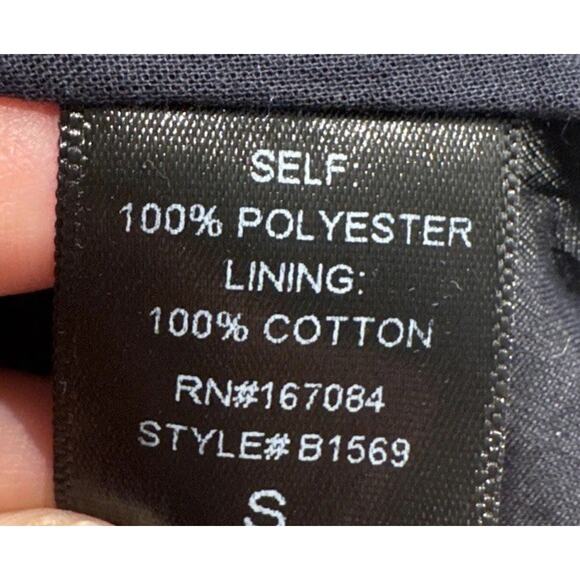 SELF:
100% POLYESTER
LINING:
100% COTTON
RN#167084
STYLE# B1569
S